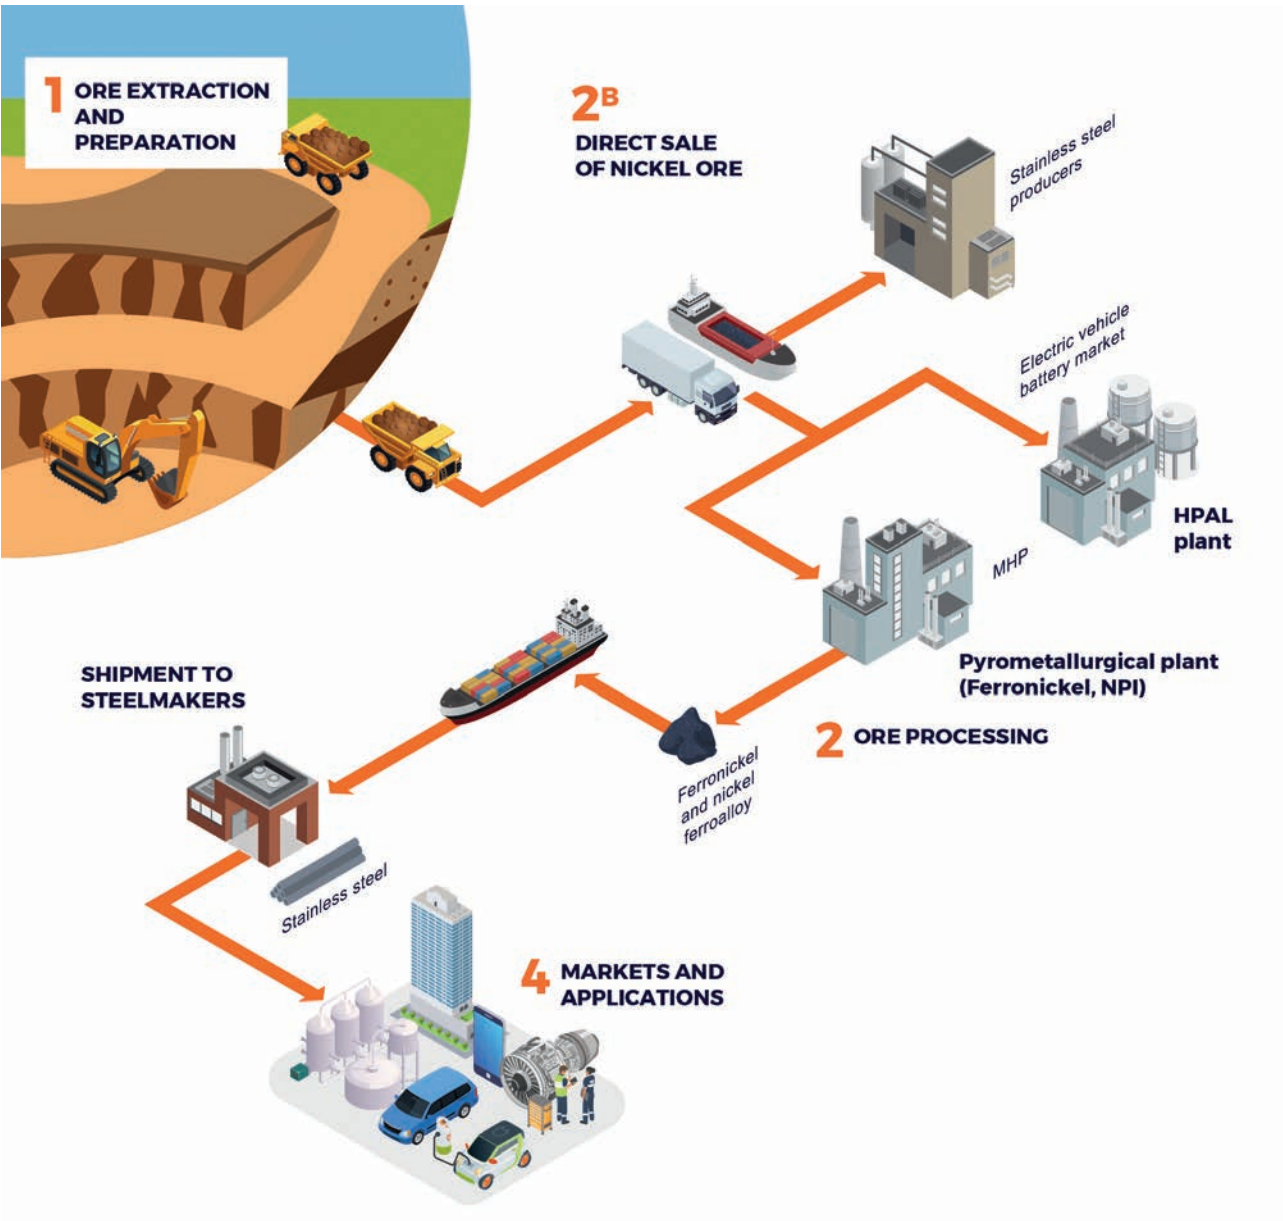 1 ORE EXTRACTION
AND
PREPARATION
2B
DIRECT SALE
OF NICKEL ORE
Stainless steel
producers
Electric vehicle
battery market
HPAL
plant
MHP
Pyrometallurgical plant
(Ferronickel, NPI)
2 ORE PROCESSING
Ferronickel
and nickel
ferroalloy
SHIPMENT TO
STEELMAKERS
Stainless steel
4 MARKETS AND
APPLICATIONS